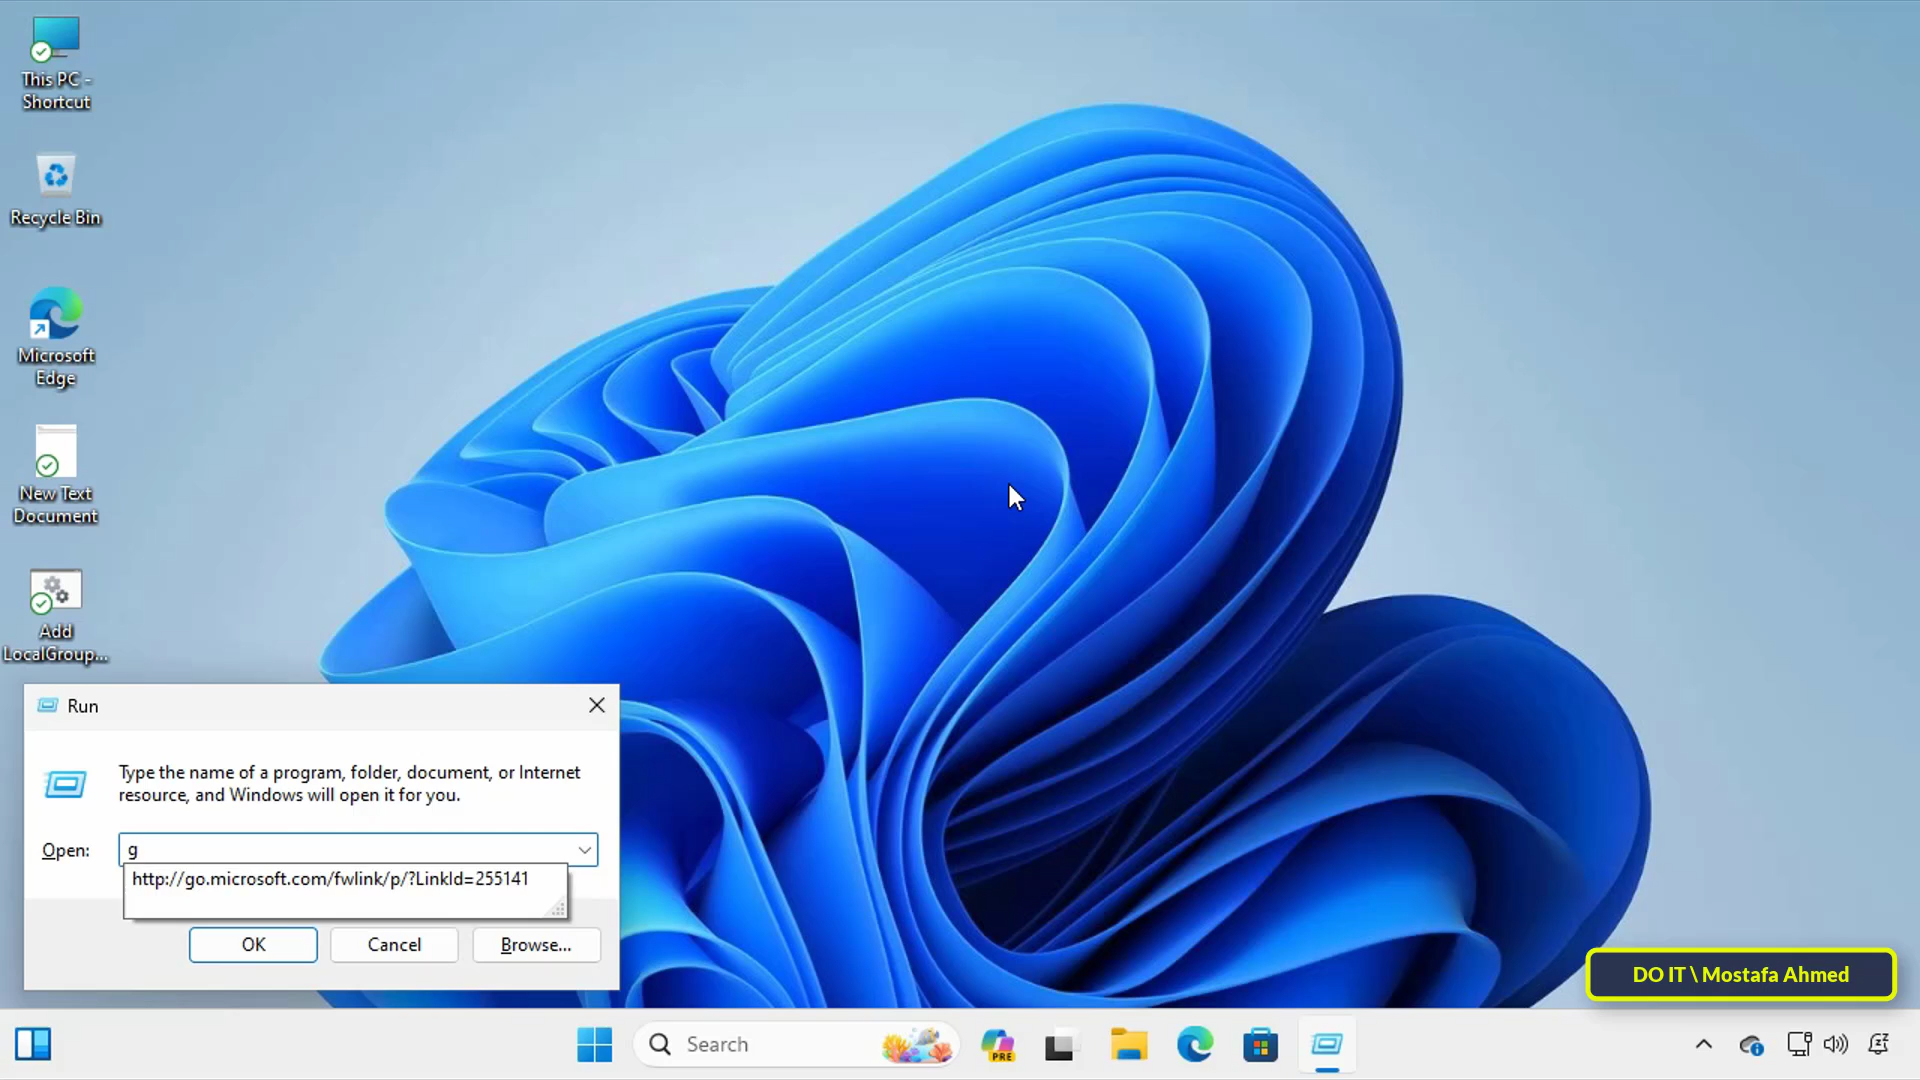 This PC -
Shortcut
Recycle Bin
Microsoft
Edge
New Text
Document
Add
LocalGroup...
Run
Type the name of a program, folder, document, or Internet
resource, and Windows will open it for you.
Open:
g
http://go.microsoft.com/fwlink/p/?LinkId=255141
OK
Cancel
Browse...
DO IT \ Mostafa Ahmed
Search
PRE